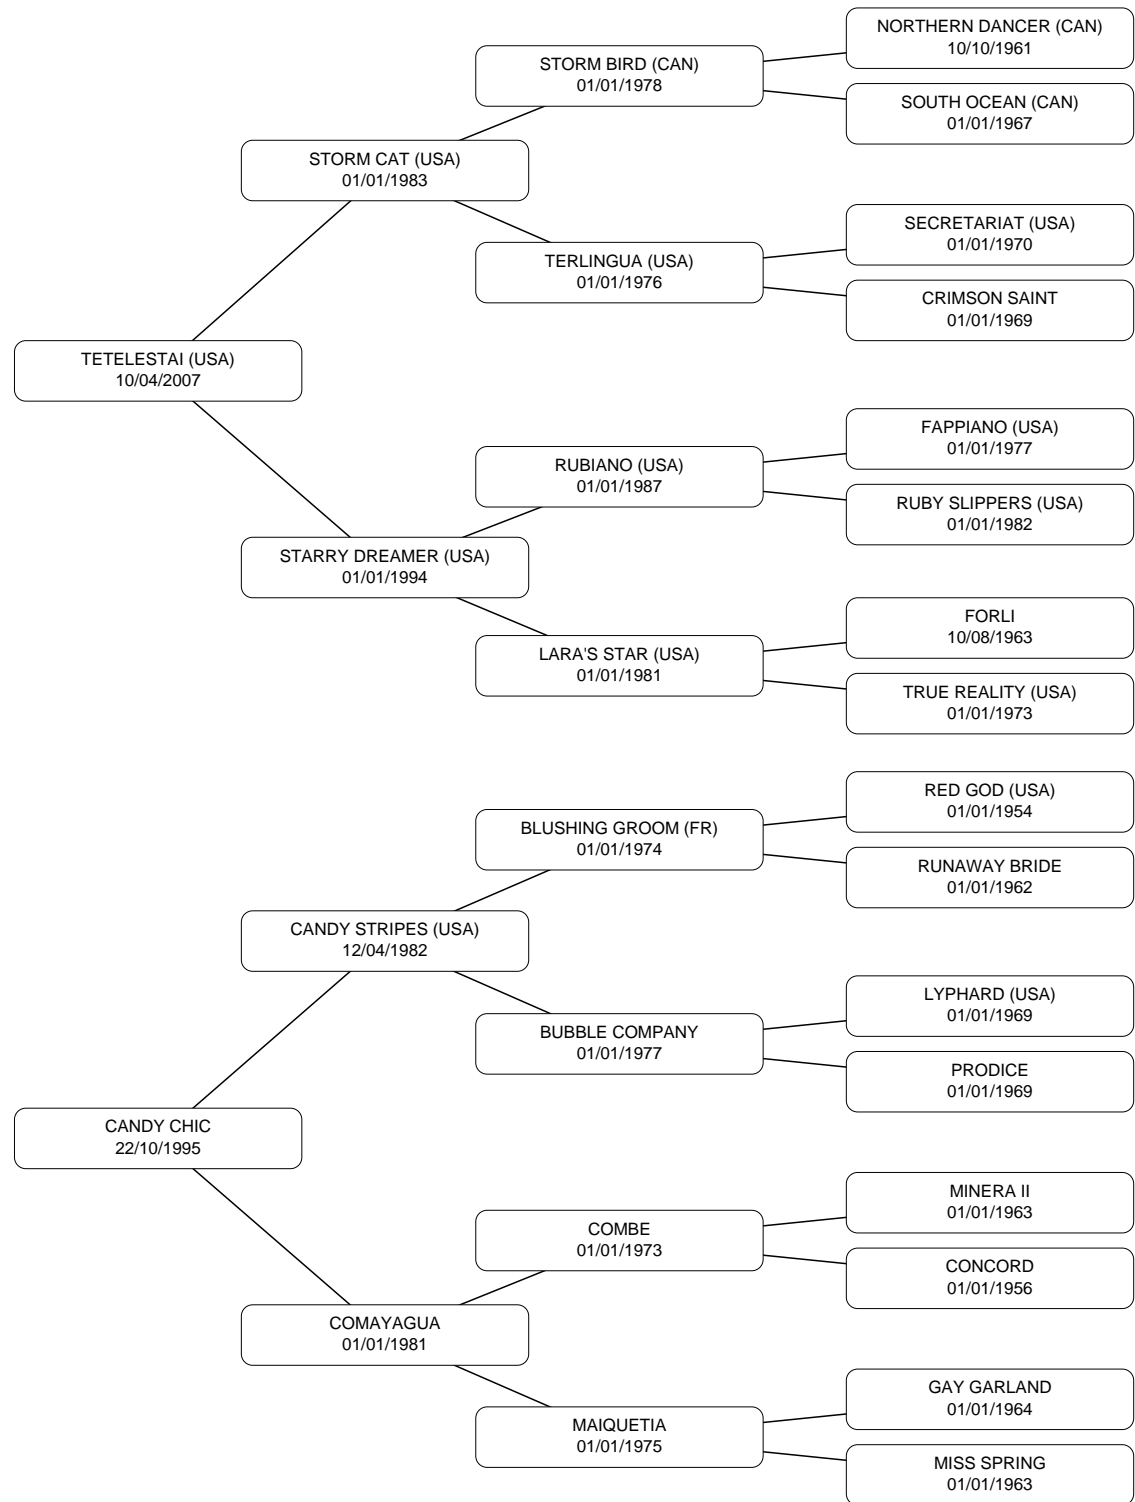 NORTHERN DANCER (CAN)
10/10/1961
STORM BIRD (CAN)
01/01/1978
SOUTH OCEAN (CAN)
01/01/1967
STORM CAT (USA)
01/01/1983
SECRETARIAT (USA)
01/01/1970
TERLINGUA (USA)
01/01/1976
CRIMSON SAINT
01/01/1969
TETELESTAI (USA)
10/04/2007
FAPPIANO (USA)
01/01/1977
RUBIANO (USA)
01/01/1987
RUBY SLIPPERS (USA)
01/01/1982
STARRY DREAMER (USA)
01/01/1994
FORLI
10/08/1963
LARA'S STAR (USA)
01/01/1981
TRUE REALITY (USA)
01/01/1973
RED GOD (USA)
01/01/1954
BLUSHING GROOM (FR)
01/01/1974
RUNAWAY BRIDE
01/01/1962
CANDY STRIPES (USA)
12/04/1982
LYPHARD (USA)
01/01/1969
BUBBLE COMPANY
01/01/1977
PRODICE
01/01/1969
CANDY CHIC
22/10/1995
MINERA II
01/01/1963
COMBE
01/01/1973
CONCORD
01/01/1956
COMAYAGUA
01/01/1981
GAY GARLAND
01/01/1964
MAIQUETIA
01/01/1975
MISS SPRING
01/01/1963